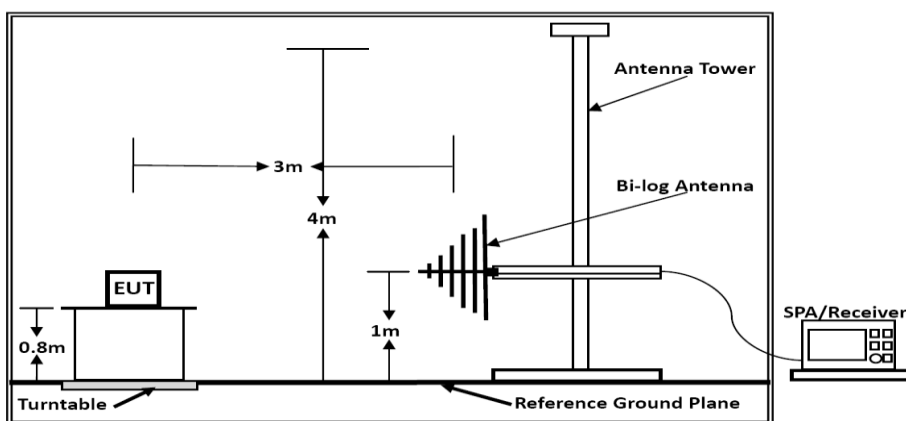 Antenna Tower
3m
Bi-log Antenna
4m
EUT
SPA/Receiver
1m
0.8m
Turntable
Reference Ground Plane